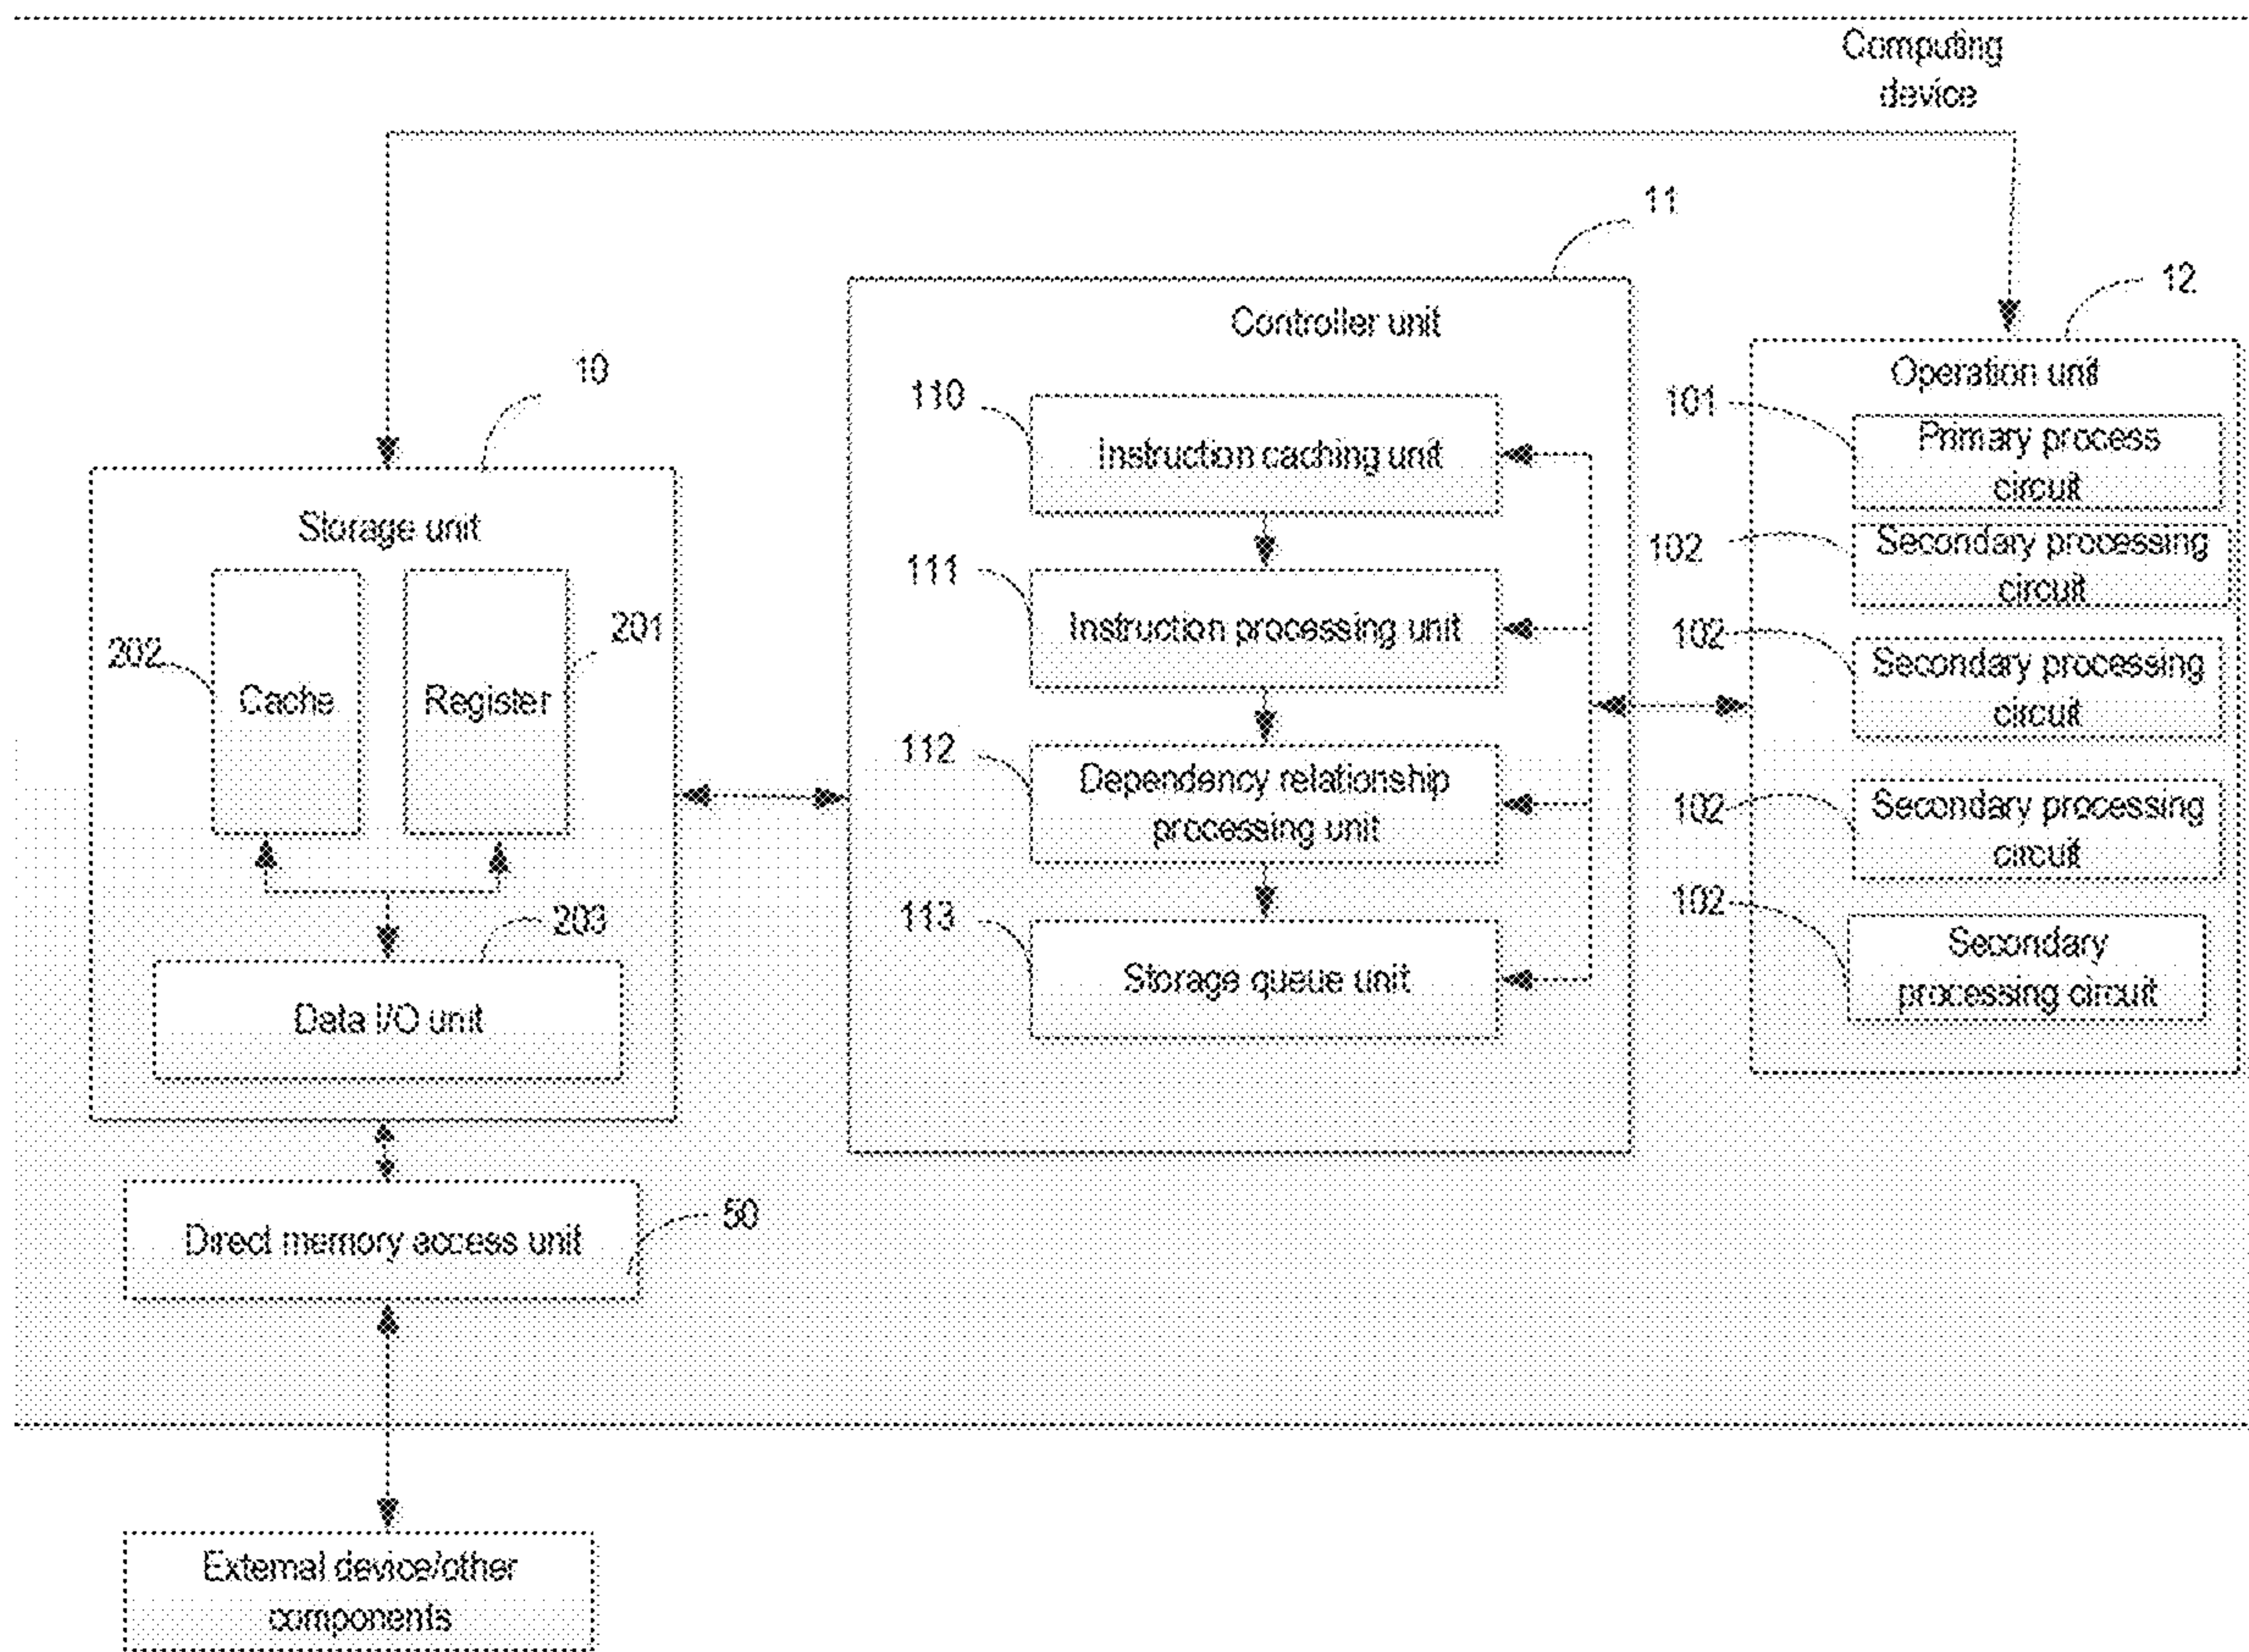 Computing
device
11
12
Controller unit
10
Operation unit
110
101
Instruction caching unit
Primary process
circuit
Storage unit
102
Secondary processing
circuit
111
Instruction processing unit
201
202
Cache
Register
102
Secondary processing
circuit
112
Dependency relationship
processing unit
102
Secondary processing
circuit
203
113
Storage queue unit
102
Secondary
processing circuit
Data I/O unit
Direct memory access unit
50
External device/other
components